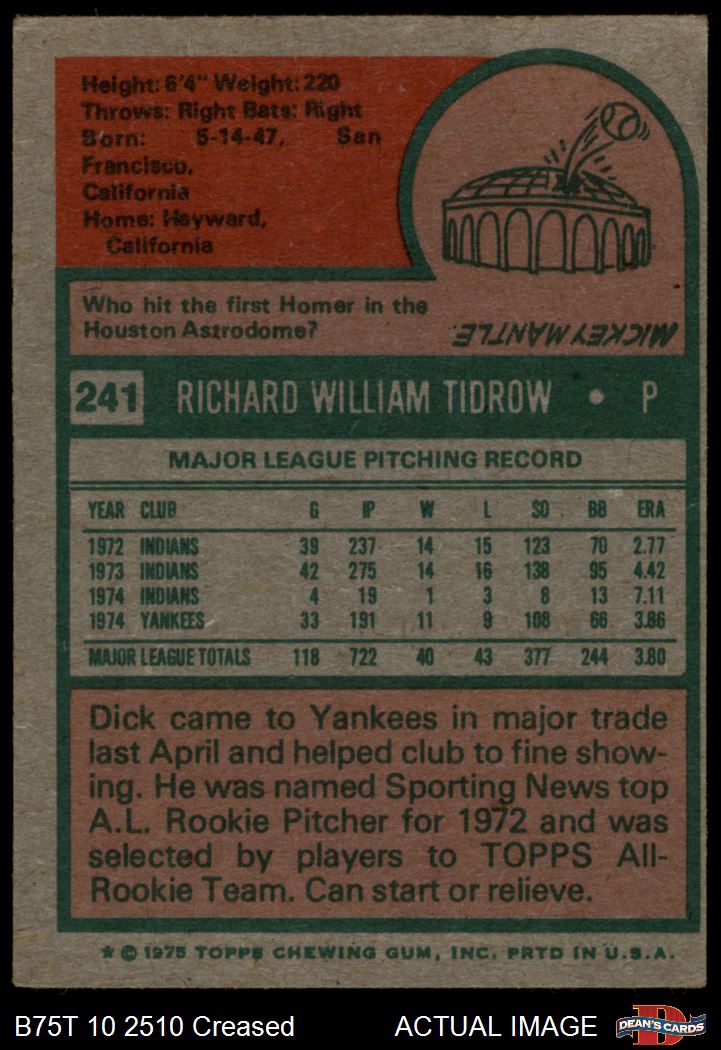 Height: 6'4" Weight: 220
Throws: Right Bats: Right
Born: 5-14-47, San
Francisco,
California
Home: Hayward,
California
Who hit the first Homer in the
Houston Astrodome?
MICKEY MANTLE.
241 RICHARD WILLIAM TIDROW • P
MAJOR LEAGUE PITCHING RECORD
YEAR CLUB G IP W L SO BB ERA
1972 INDIANS 39 237 14 15 123 70 2.77
1973 INDIANS 42 275 14 16 138 95 4.42
1974 INDIANS 4 19 1 3 8 13 7.11
1974 YANKEES 33 191 11 9 108 66 3.86
MAJOR LEAGUE TOTALS 118 722 40 43 377 244 3.80
Dick came to Yankees in major trade
last April and helped club to fine show-
ing. He was named Sporting News top
A.L. Rookie Pitcher for 1972 and was
selected by players to TOPPS All-
Rookie Team. Can start or relieve.
★ © 1975 TOPPS CHEWING GUM, INC. PRTD IN U.S.A.
B75T 10 2510 Creased ACTUAL IMAGE D DEAN'S CARDS